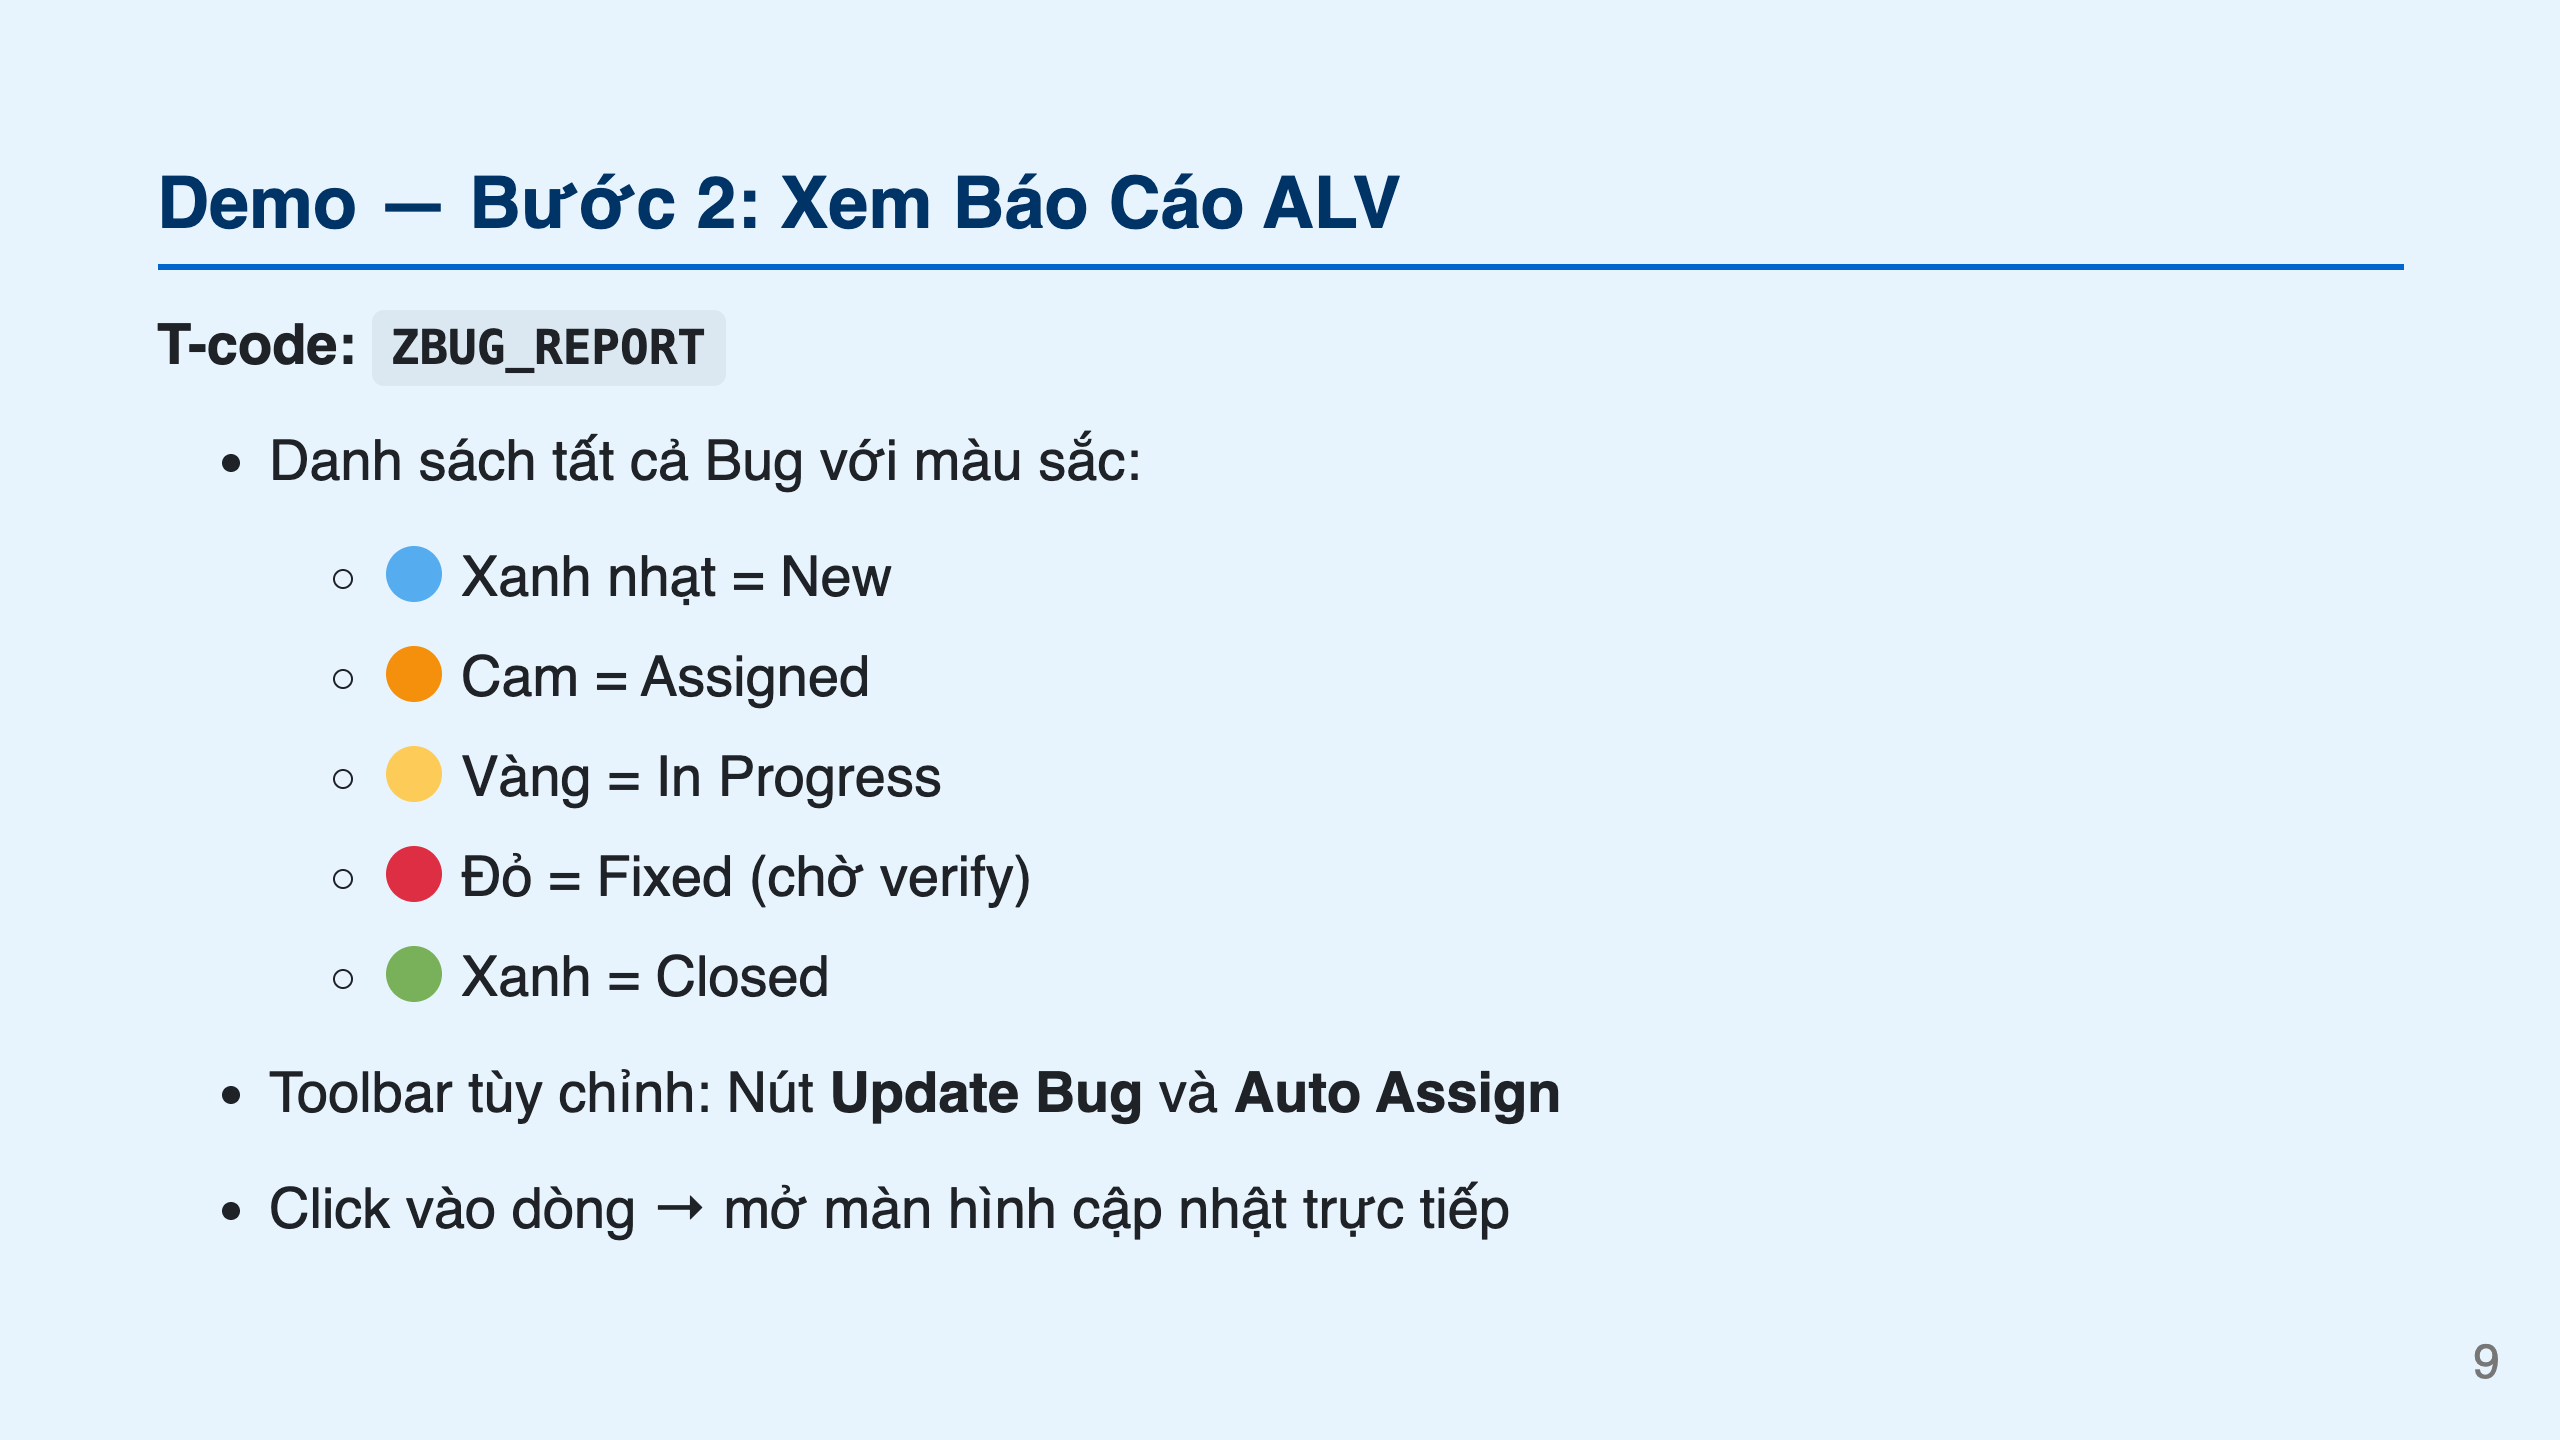 Demo — Bước 2: Xem Báo Cáo ALV
T-code: ZBUG_REPORT
• Danh sách tất cả Bug với màu sắc:
○ 🔵 Xanh nhạt = New
○ 🟠 Cam = Assigned
○ 🟡 Vàng = In Progress
○ 🔴 Đỏ = Fixed (chờ verify)
○ 🟢 Xanh = Closed
• Toolbar tùy chỉnh: Nút Update Bug và Auto Assign
• Click vào dòng → mở màn hình cập nhật trực tiếp
9